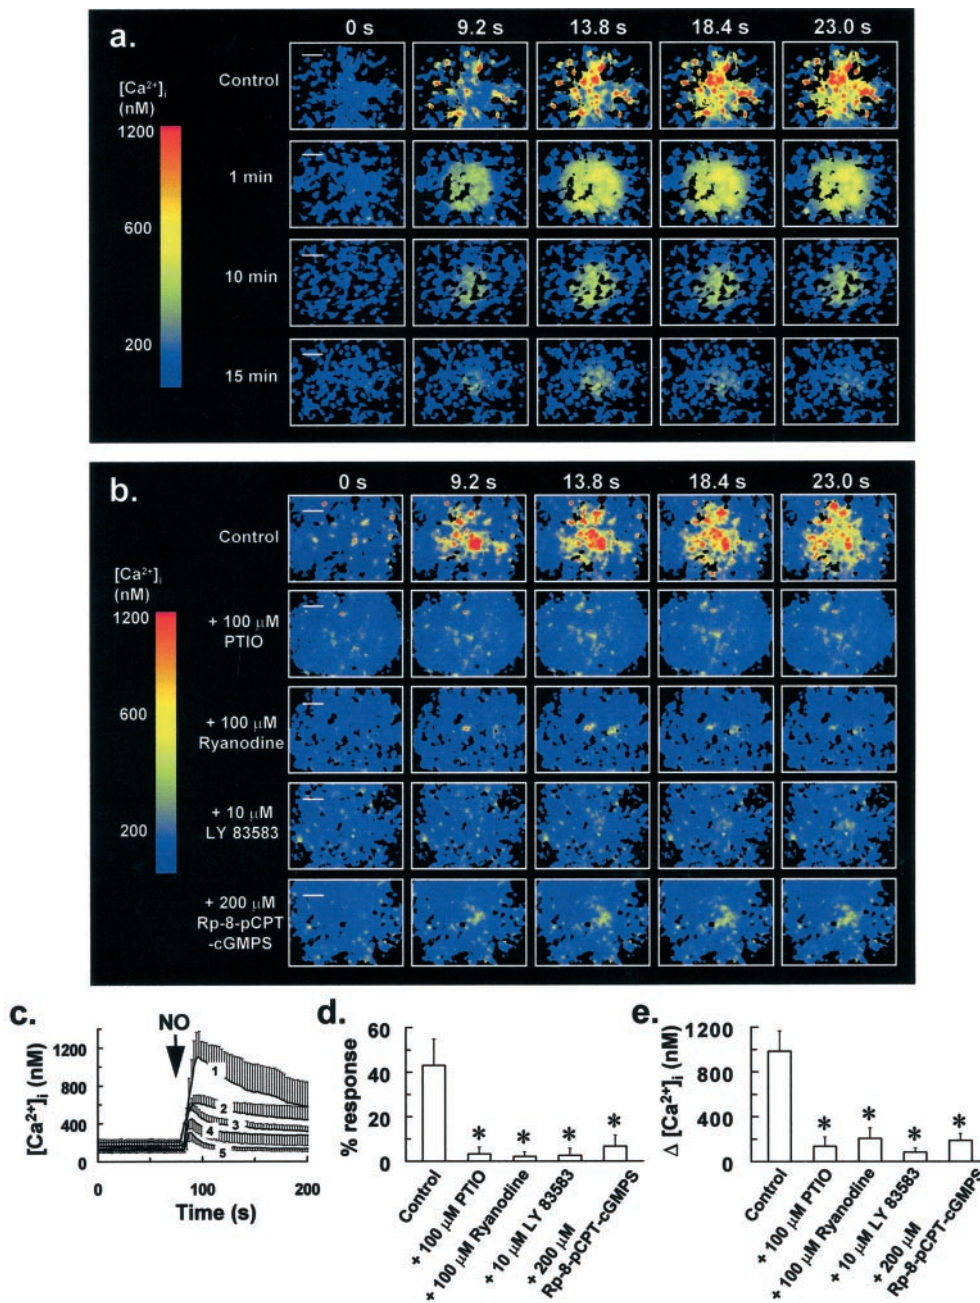 a.
0 s 9.2 s 13.8 s 18.4 s 23.0 s
[Ca²⁺]i
(nM)
1200
600
200
Control
1 min
10 min
15 min
b.
0 s 9.2 s 13.8 s 18.4 s 23.0 s
[Ca²⁺]i
(nM)
1200
600
200
Control
+ 100 µM
PTIO
+ 100 µM
Ryanodine
+ 10 µM
LY 83583
+ 200 µM
Rp-8-pCPT
-cGMPS
c.
NO
[Ca²⁺]i (nM)
1200
800
400
0
1
2
3
4
5
0 100 200
Time (s)
d.
% response
60
40
20
0
* * * *
Control
+ 100 µM PTIO
+ 100 µM Ryanodine
+ 10 µM LY 83583
+ 200 µM
Rp-8-pCPT-cGMPS
e.
Δ [Ca²⁺]i (nM)
1200
800
400
0
* * * *
Control
+ 100 µM PTIO
+ 100 µM Ryanodine
+ 10 µM LY 83583
+ 200 µM
Rp-8-pCPT-cGMPS